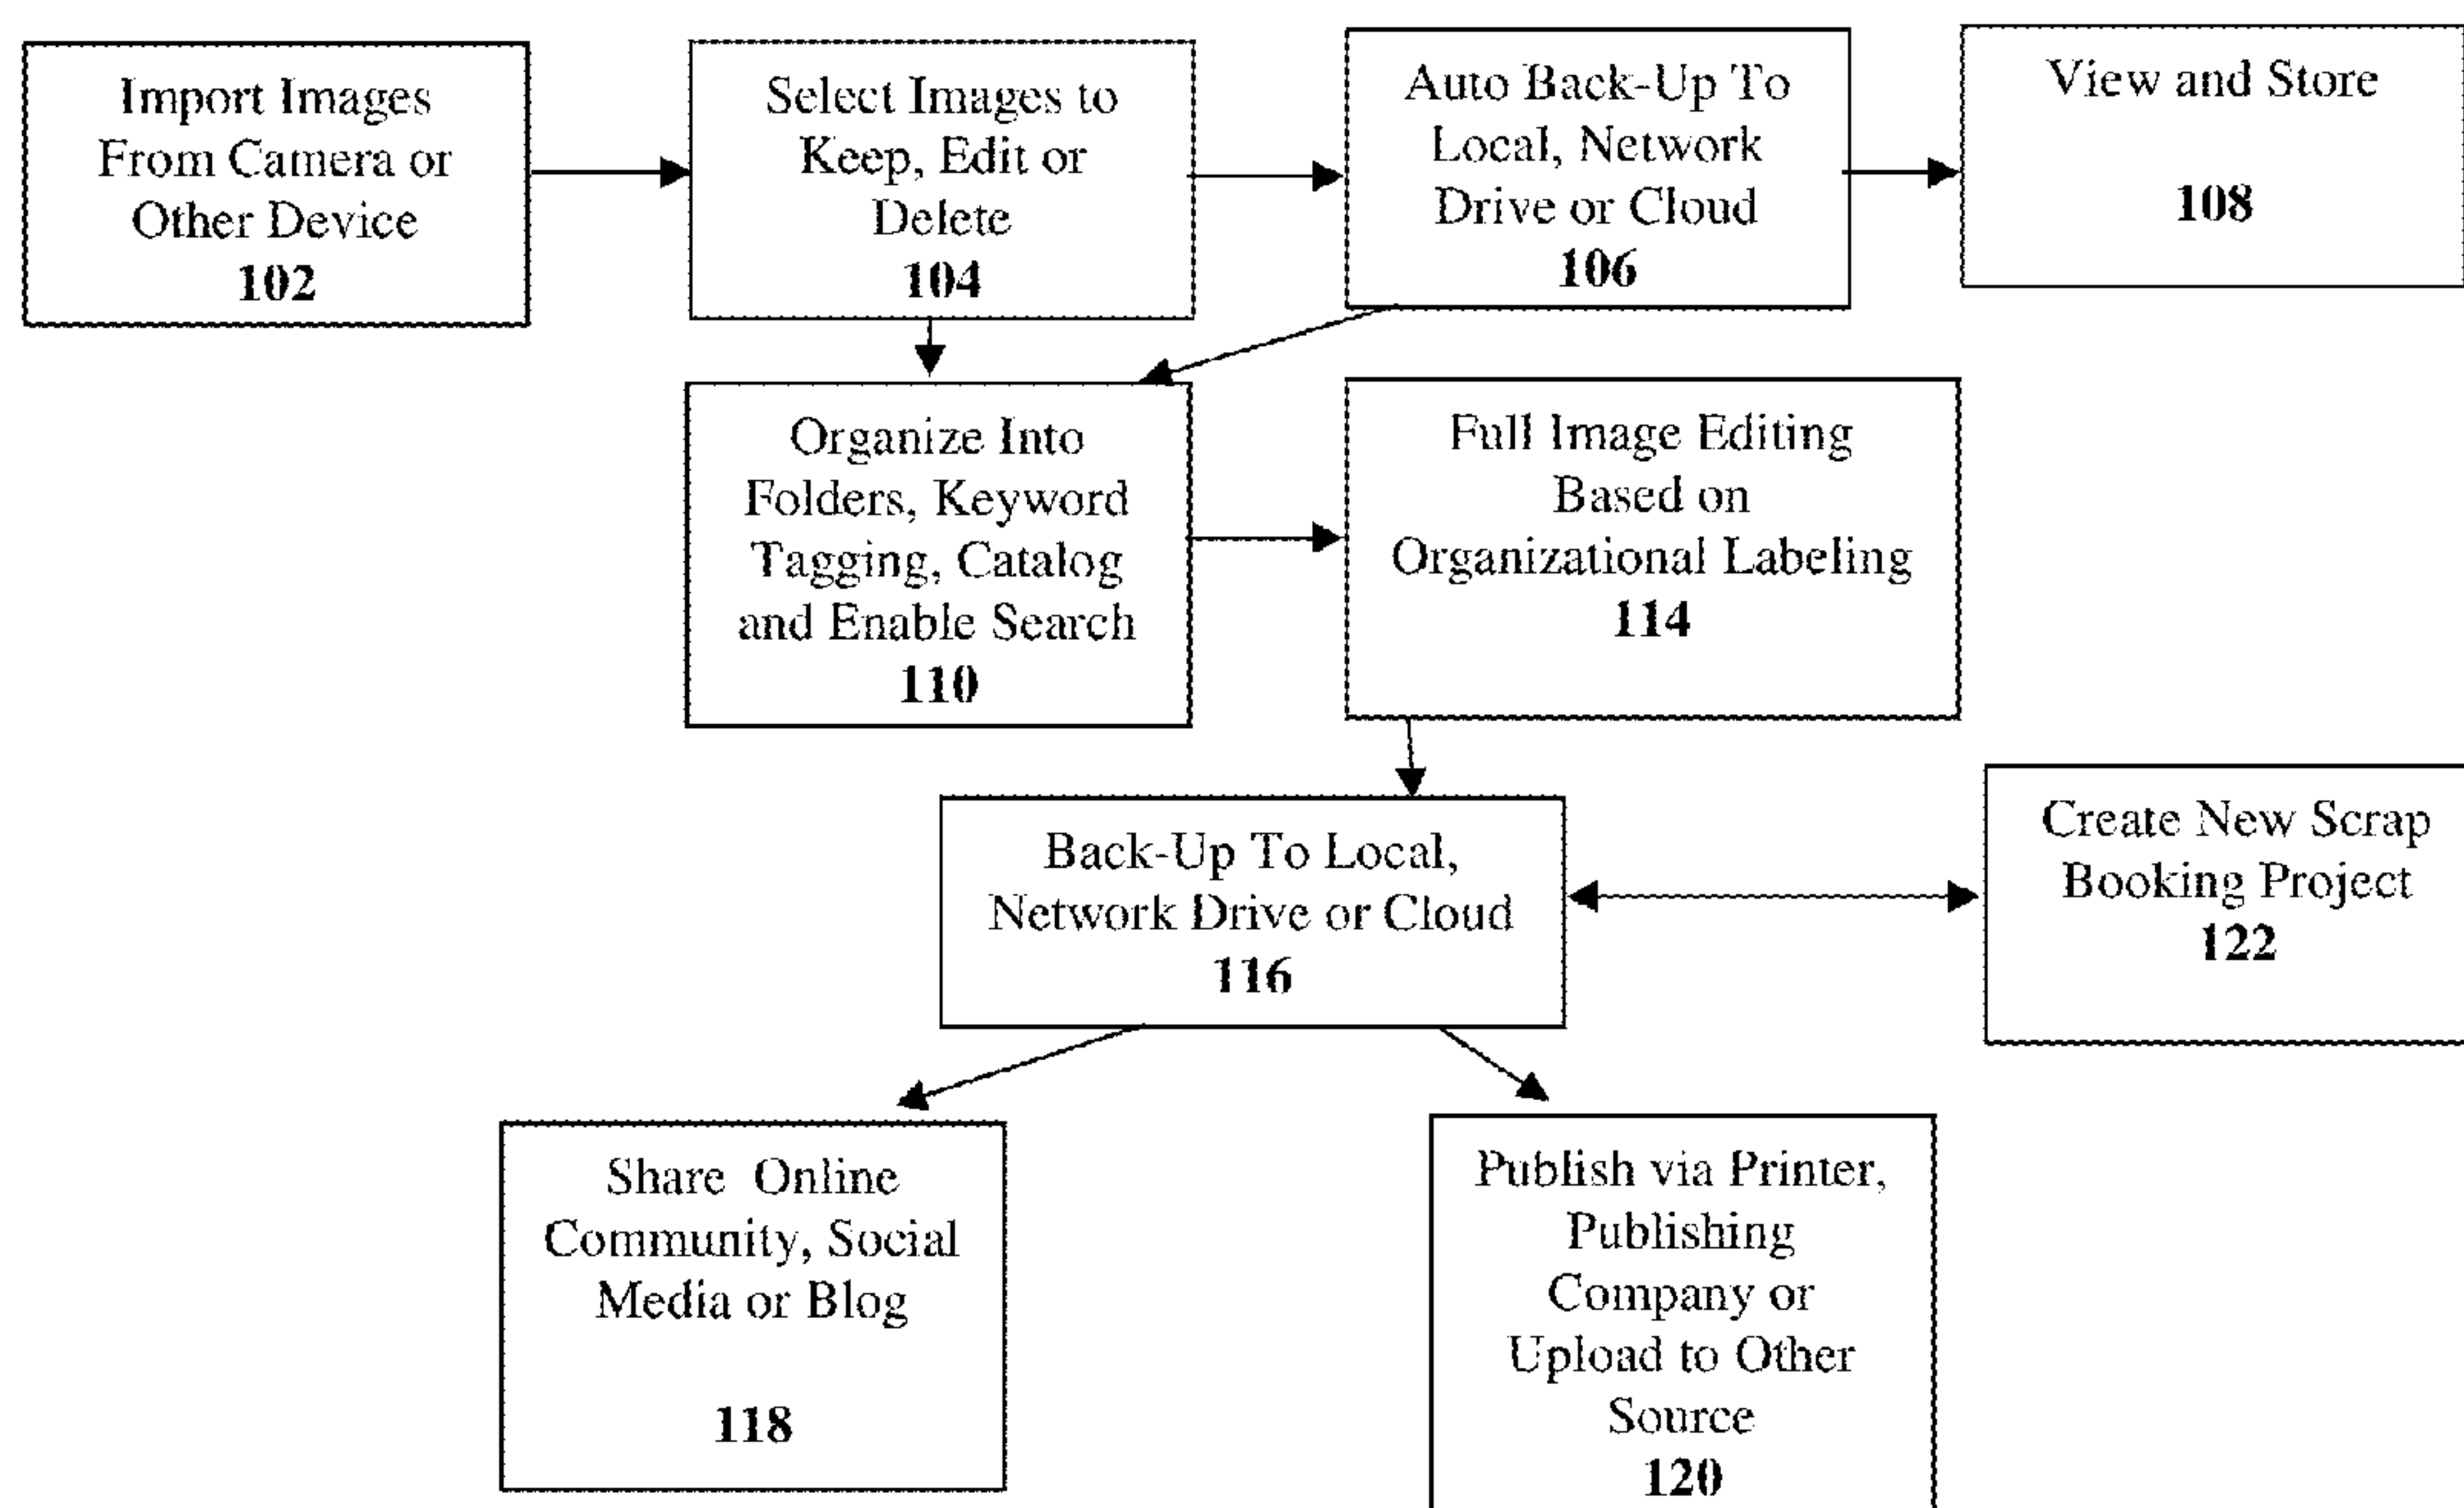 Import Images
From Camera or
Other Device
102
Select Images to
Keep, Edit or
Delete
104
Auto Back-Up To
Local, Network
Drive or Cloud
106
View and Store
108
Organize Into
Folders, Keyword
Tagging, Catalog
and Enable Search
110
Full Image Editing
Based on
Organizational Labeling
114
Back-Up To Local,
Network Drive or Cloud
116
Create New Scrap
Booking Project
122
Share Online
Community, Social
Media or Blog
118
Publish via Printer,
Publishing
Company or
Upload to Other
Source
120